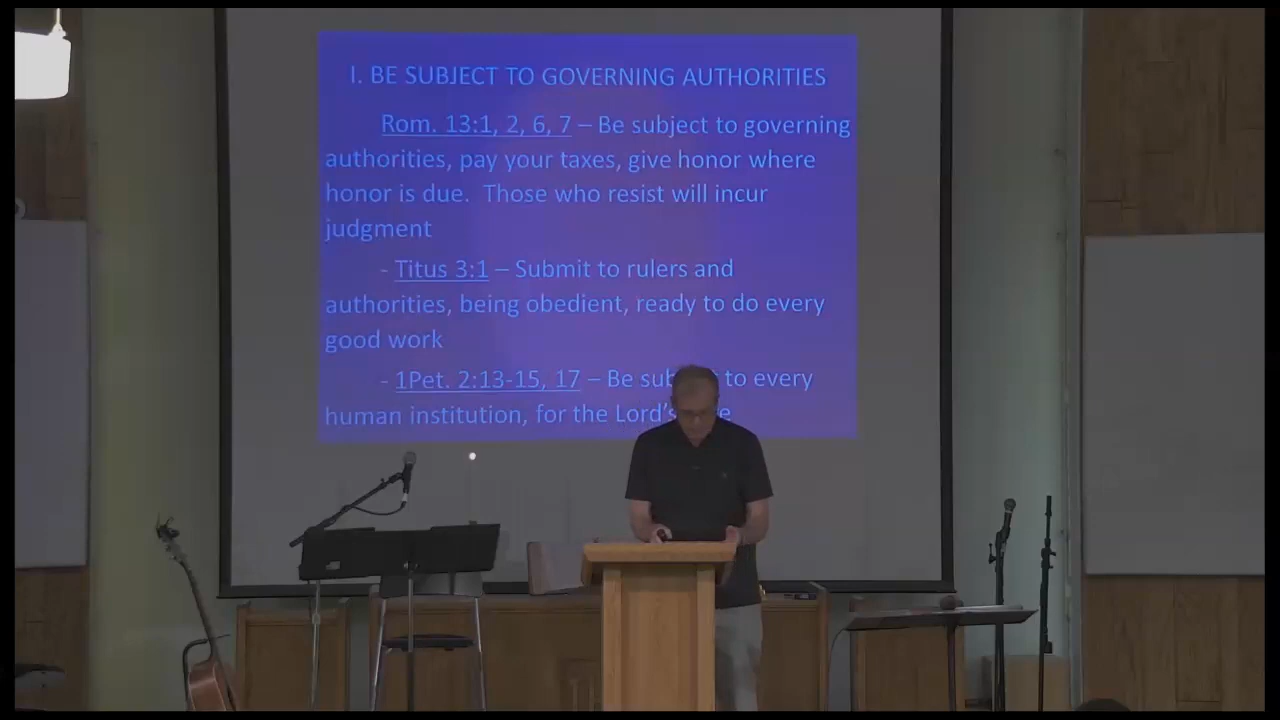 I. BE SUBJECT TO GOVERNING AUTHORITIES
Rom. 13:1, 2, 6, 7 – Be subject to governing
authorities, pay your taxes, give honor where
honor is due.  Those who resist will incur
judgment
- Titus 3:1 – Submit to rulers and
authorities, being obedient, ready to do every
good work
- 1Pet. 2:13-15, 17 – Be to every
human institution, for the